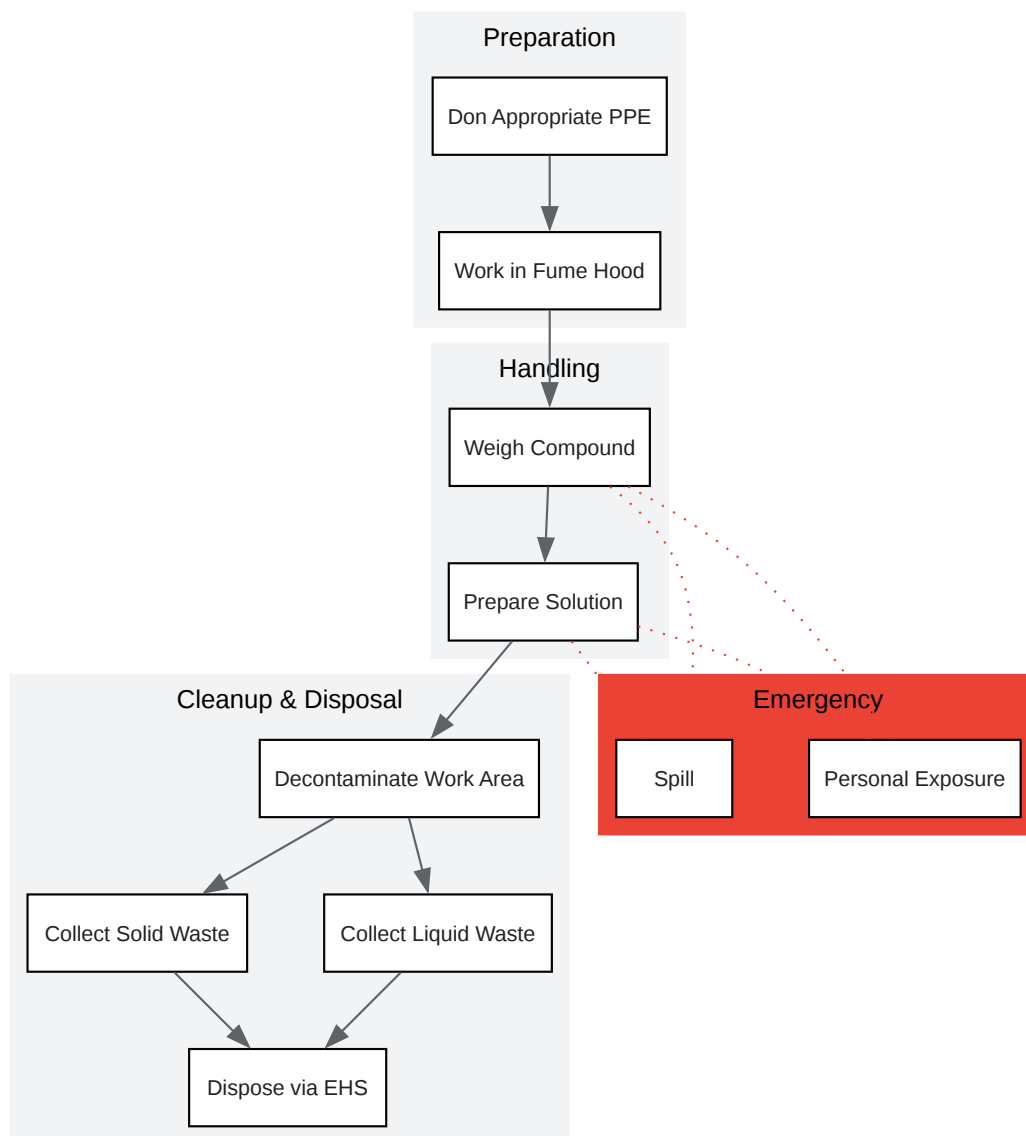 Preparation
Don Appropriate PPE
Work in Fume Hood
Handling
Weigh Compound
Prepare Solution
Cleanup & Disposal
Emergency
Decontaminate Work Area
Spill
Personal Exposure
Collect Solid Waste
Collect Liquid Waste
Dispose via EHS